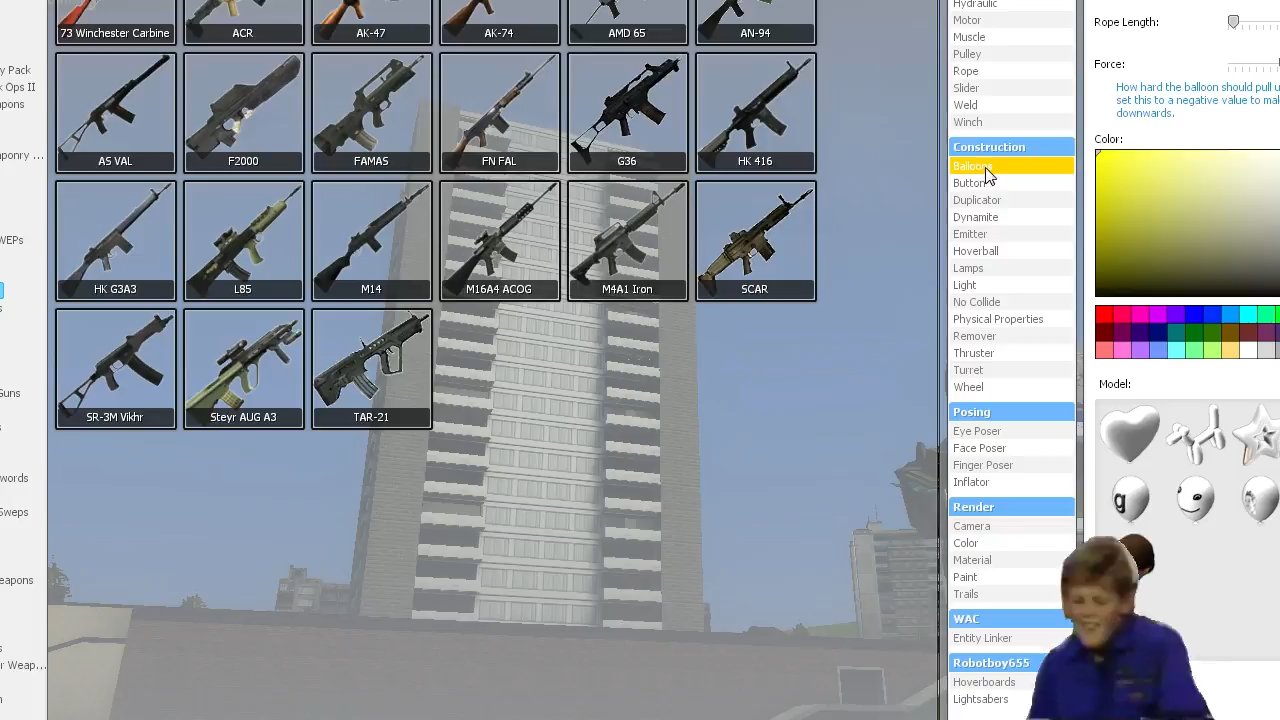 73 Winchester Carbine
ACR
AK-47
AK-74
AMD 65
AN-94
AS VAL
F2000
FAMAS
FN FAL
G36
HK 416
HK G3A3
L85
M14
M16A4 ACOG
M4A1 Iron
SCAR
SR-3M Vikhr
Steyr AUG A3
TAR-21
y Pack
k Ops II
apons
ponry ...
WEPs
s
Guns
words
Sweps
eapons
r Weap...
Hydraulic
Motor
Muscle
Pulley
Rope
Slider
Weld
Winch
Construction
Balloons
Button
Duplicator
Dynamite
Emitter
Hoverball
Lamps
Light
No Collide
Physical Properties
Remover
Thruster
Turret
Wheel
Posing
Eye Poser
Face Poser
Finger Poser
Inflator
Render
Camera
Color
Material
Paint
Trails
WAC
Entity Linker
Robotboy655
Hoverboards
Lightsabers
Rope Length:
Force:
How hard the balloon should pull u
set this to a negative value to ma
downwards.
Color:
Model:
g